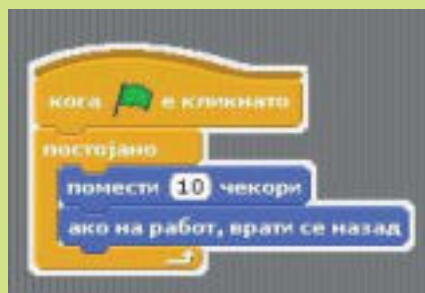 кога е кликнато
постојано
помести 10 чекори
ако на работ, врати се назад